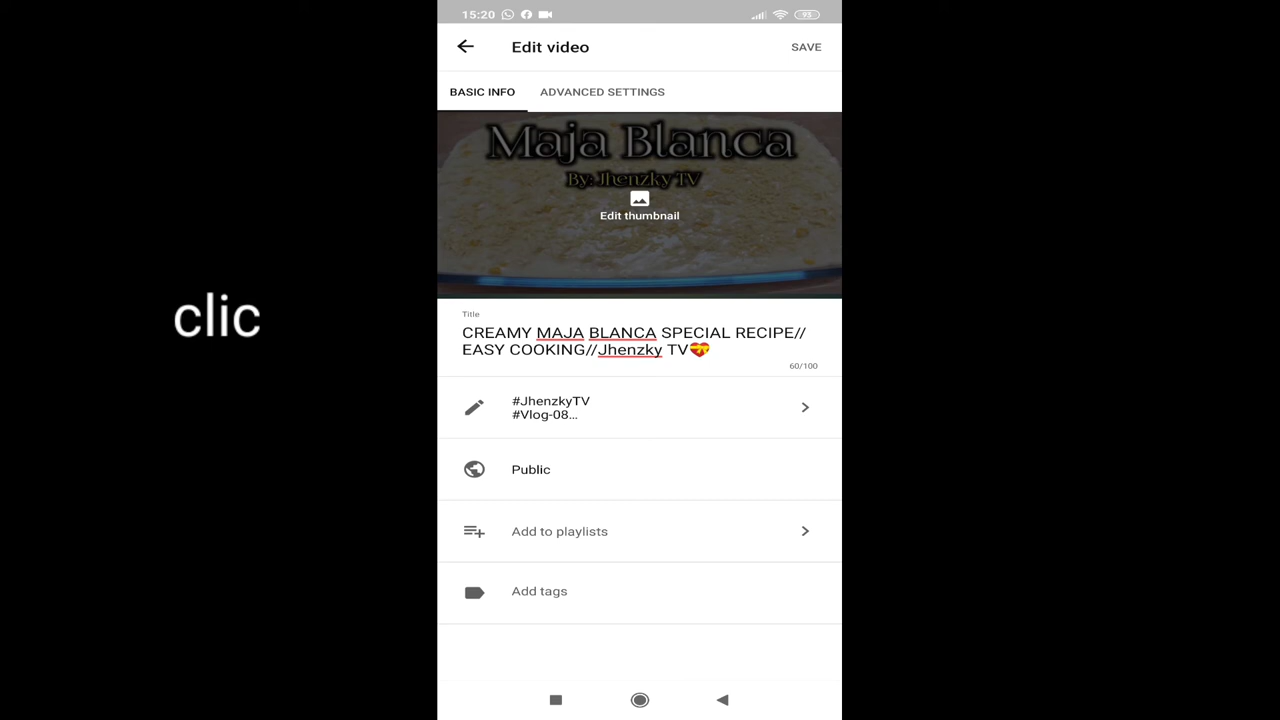 15:20
93
Edit video
SAVE
BASIC INFO
ADVANCED SETTINGS
Maja Blanca
By: Jhenzky TV
Edit thumbnail
clic
Title
CREAMY MAJA BLANCA SPECIAL RECIPE//
EASY COOKING//Jhenzky TV💝
60/100
#JhenzkyTV
#Vlog-08...
Public
Add to playlists
Add tags